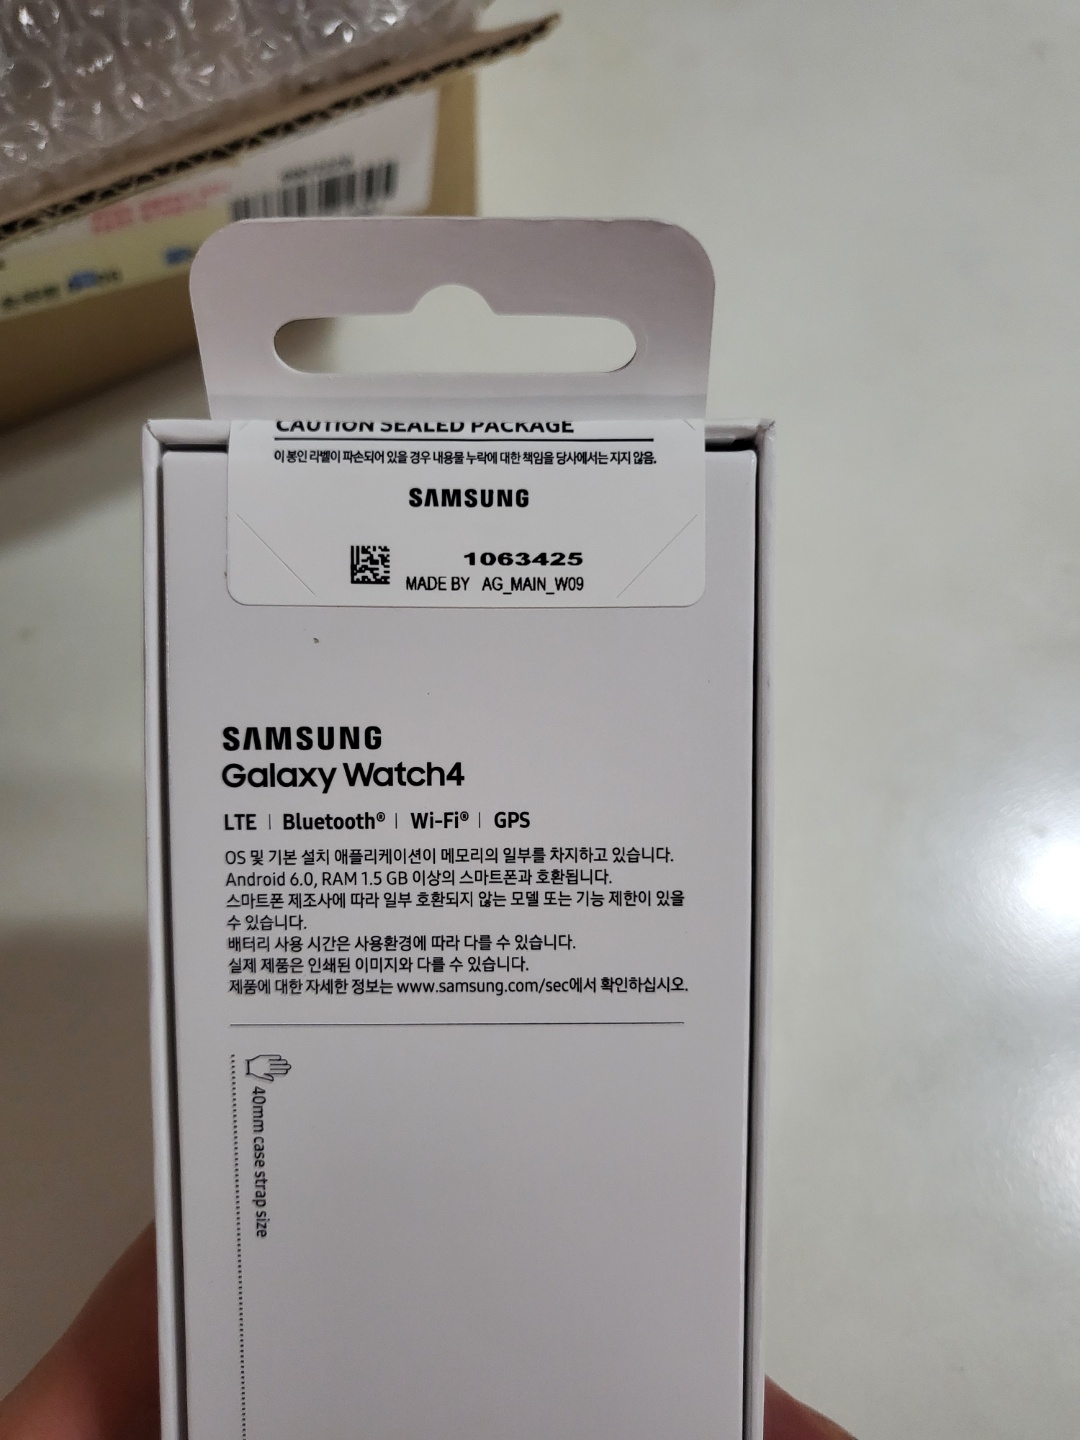 CAUTION SEALED PACKAGE
이 봉인 라벨이 파손되어 있을 경우 내용물 누락에 대한 책임을 당사에서는 지지 않음.
SAMSUNG
1063425
MADE BY AG_MAIN_W09
SAMSUNG
Galaxy Watch4
LTE | Bluetooth® | Wi-Fi® | GPS
OS 및 기본 설치 애플리케이션이 메모리의 일부를 차지하고 있습니다.
Android 6.0, RAM 1.5 GB 이상의 스마트폰과 호환됩니다.
스마트폰 제조사에 따라 일부 호환되지 않는 모델 또는 기능 제한이 있을
수 있습니다.
배터리 사용 시간은 사용환경에 따라 다를 수 있습니다.
실제 제품은 인쇄된 이미지와 다를 수 있습니다.
제품에 대한 자세한 정보는 www.samsung.com/sec에서 확인하십시오.
40mm case strap size